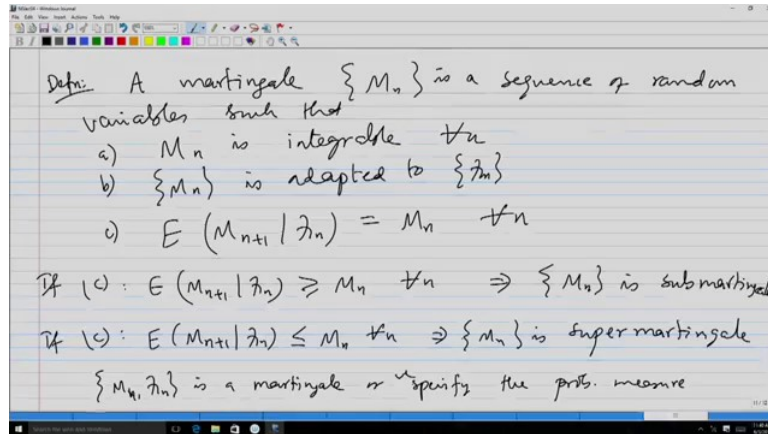 Defn: A martingale {Mn} is a sequence of random
variables such that
a) Mn is integrable ∀n
b) {Mn} is adapted to {ℱn}
c) E (Mn+1 | ℱn) = Mn ∀n
If (c): E (Mn+1 | ℱn) ≥ Mn ∀n ⇒ {Mn} is submartingal
If (c): E (Mn+1 | ℱn) ≤ Mn ∀n ⇒ {Mn} is supermartingale
{Mn, ℱn} is a martingale or specify the prob. measure